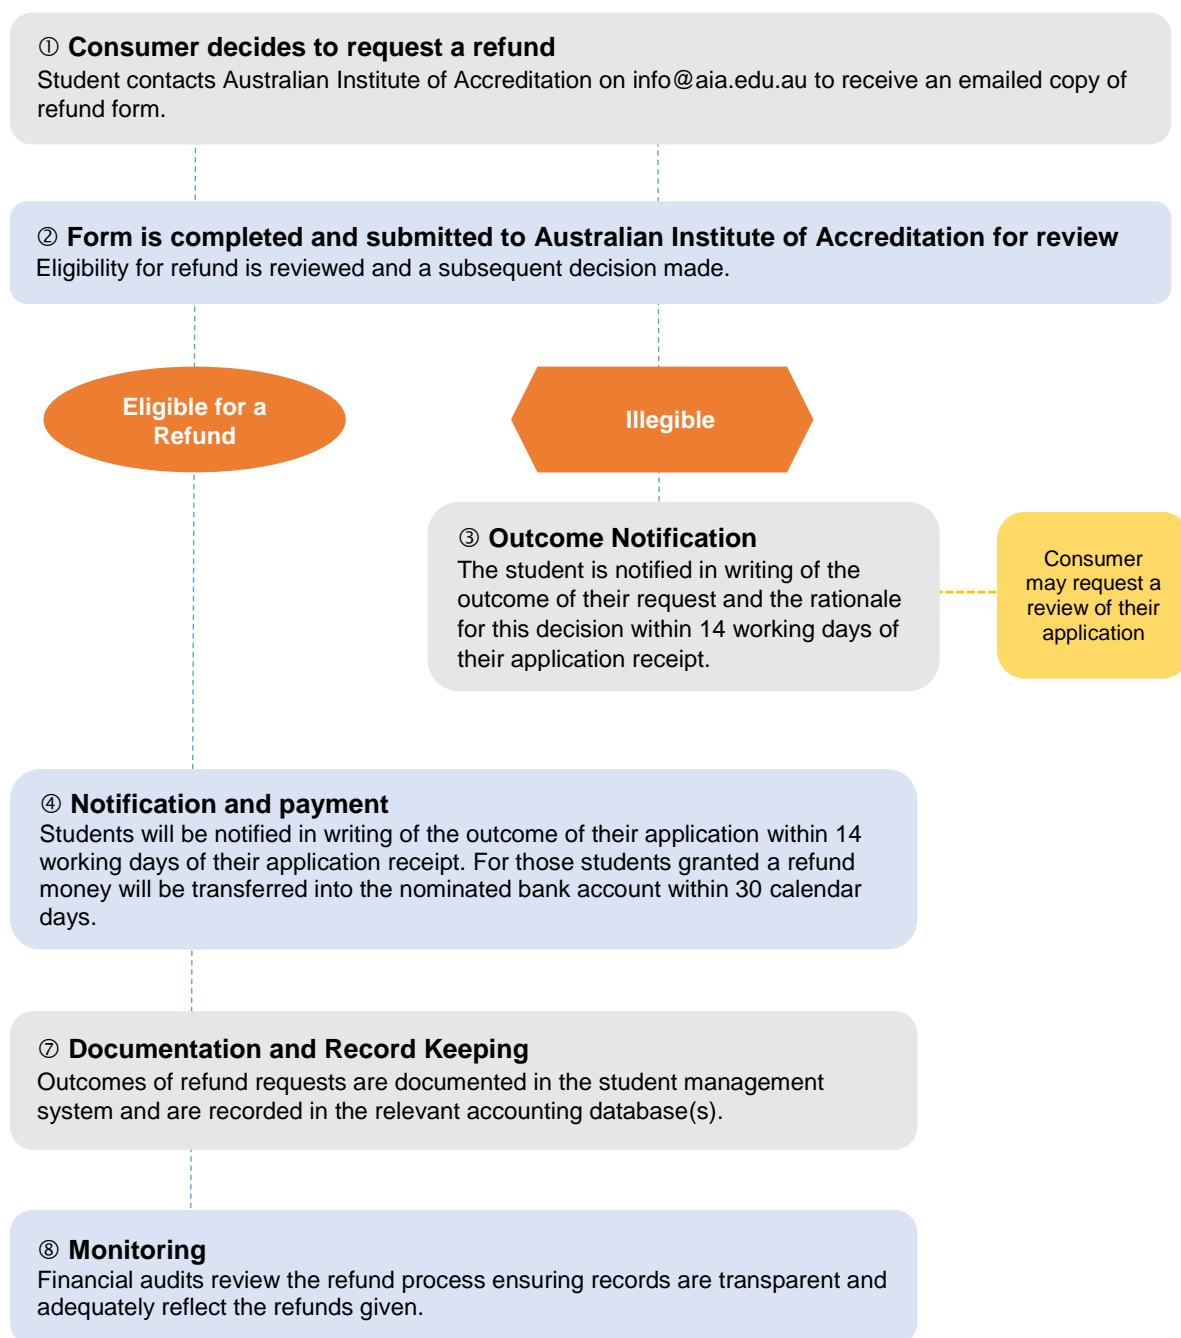 ① Consumer decides to request a refund
Student contacts Australian Institute of Accreditation on info@aia.edu.au to receive an emailed copy of
refund form.
② Form is completed and submitted to Australian Institute of Accreditation for review
Eligibility for refund is reviewed and a subsequent decision made.
Eligible for a
Refund
Illegible
③ Outcome Notification
The student is notified in writing of the
outcome of their request and the rationale
for this decision within 14 working days of
their application receipt.
Consumer
may request a
review of their
application
④ Notification and payment
Students will be notified in writing of the outcome of their application within 14
working days of their application receipt. For those students granted a refund
money will be transferred into the nominated bank account within 30 calendar
days.
⑦ Documentation and Record Keeping
Outcomes of refund requests are documented in the student management
system and are recorded in the relevant accounting database(s).
⑧ Monitoring
Financial audits review the refund process ensuring records are transparent and
adequately reflect the refunds given.